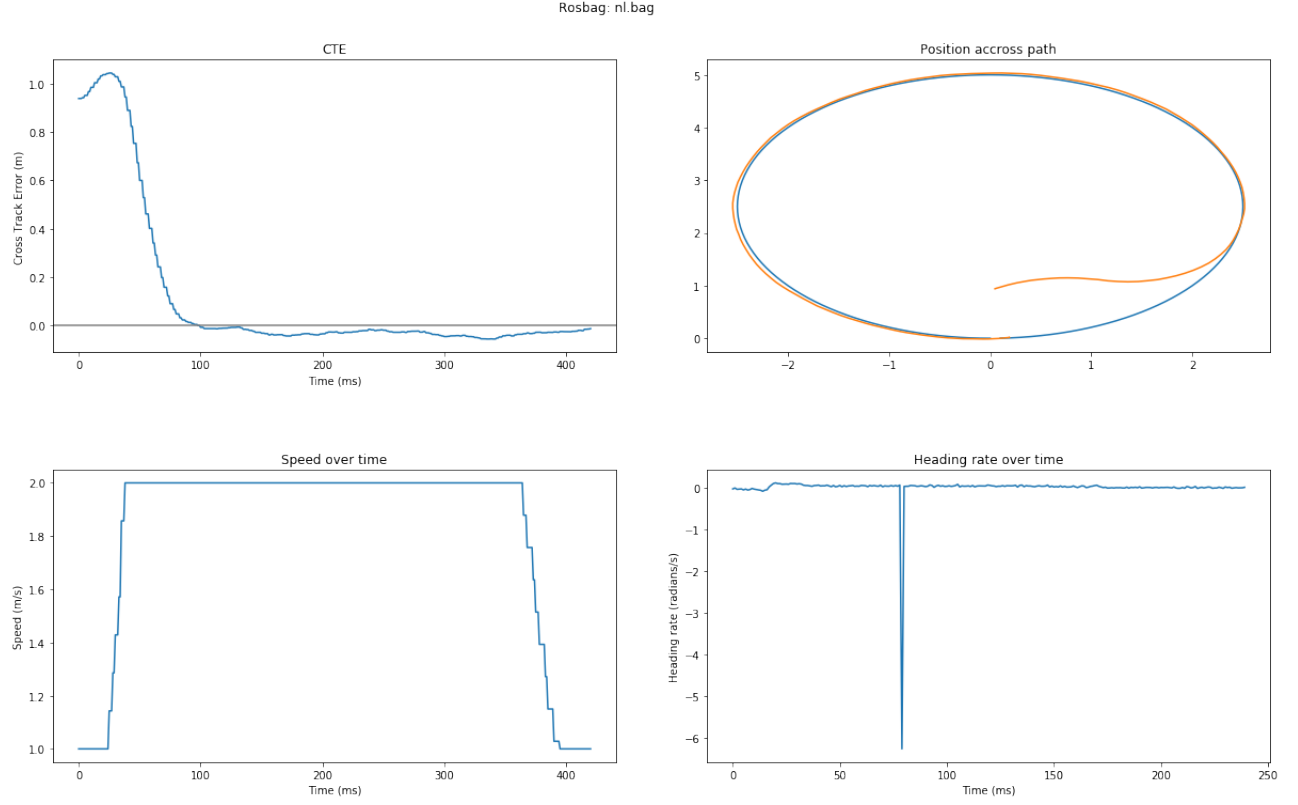 Rosbag: nl.bag
CTE
Cross Track Error (m)
1.0
0.8
0.6
0.4
0.2
0.0
0 100 200 300 400
Time (ms)
Position accross path
5
4
3
2
1
0
−2 −1 0 1 2
Speed over time
Speed (m/s)
2.0
1.8
1.6
1.4
1.2
1.0
0 100 200 300 400
Time (ms)
Heading rate over time
Heading rate (radians/s)
0
−1
−2
−3
−4
−5
−6
0 50 100 150 200 250
Time (ms)